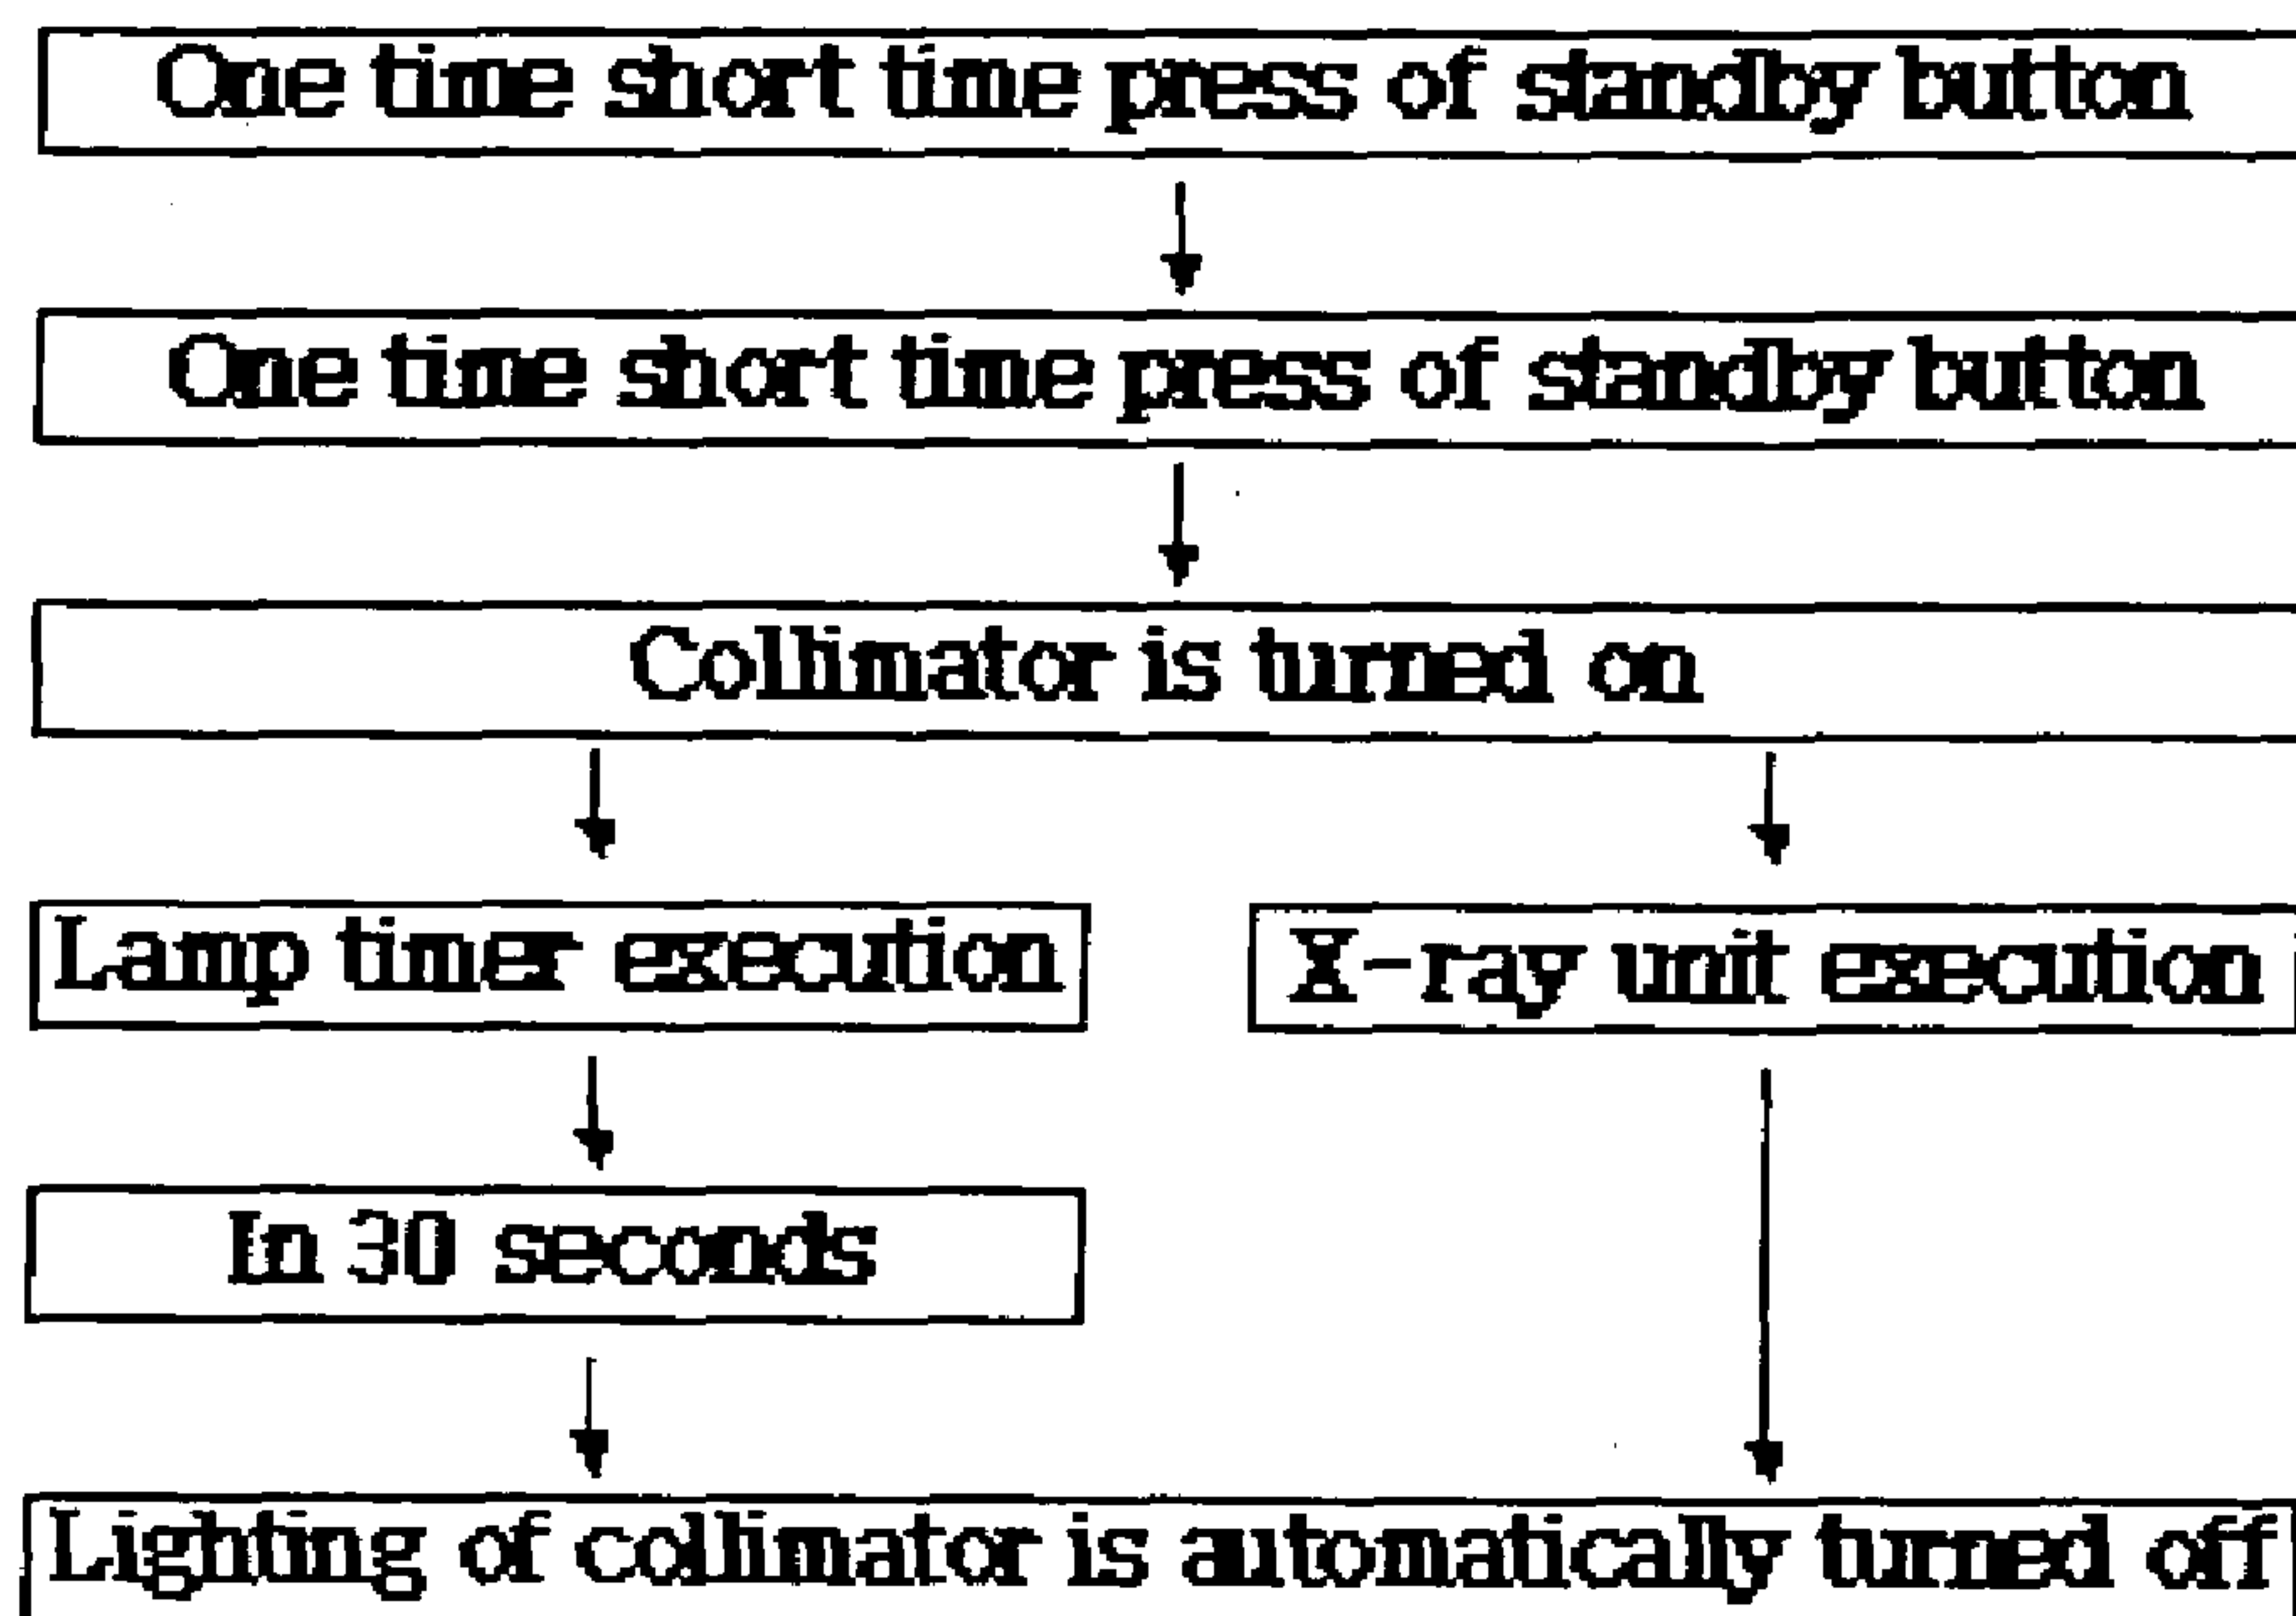 One time short time press of standby button
One time short time press of standby button
Collimator is turned on
Lamp timer execution
X-ray unit execution
In 30 seconds
Lighting of collimator is automatically turned off